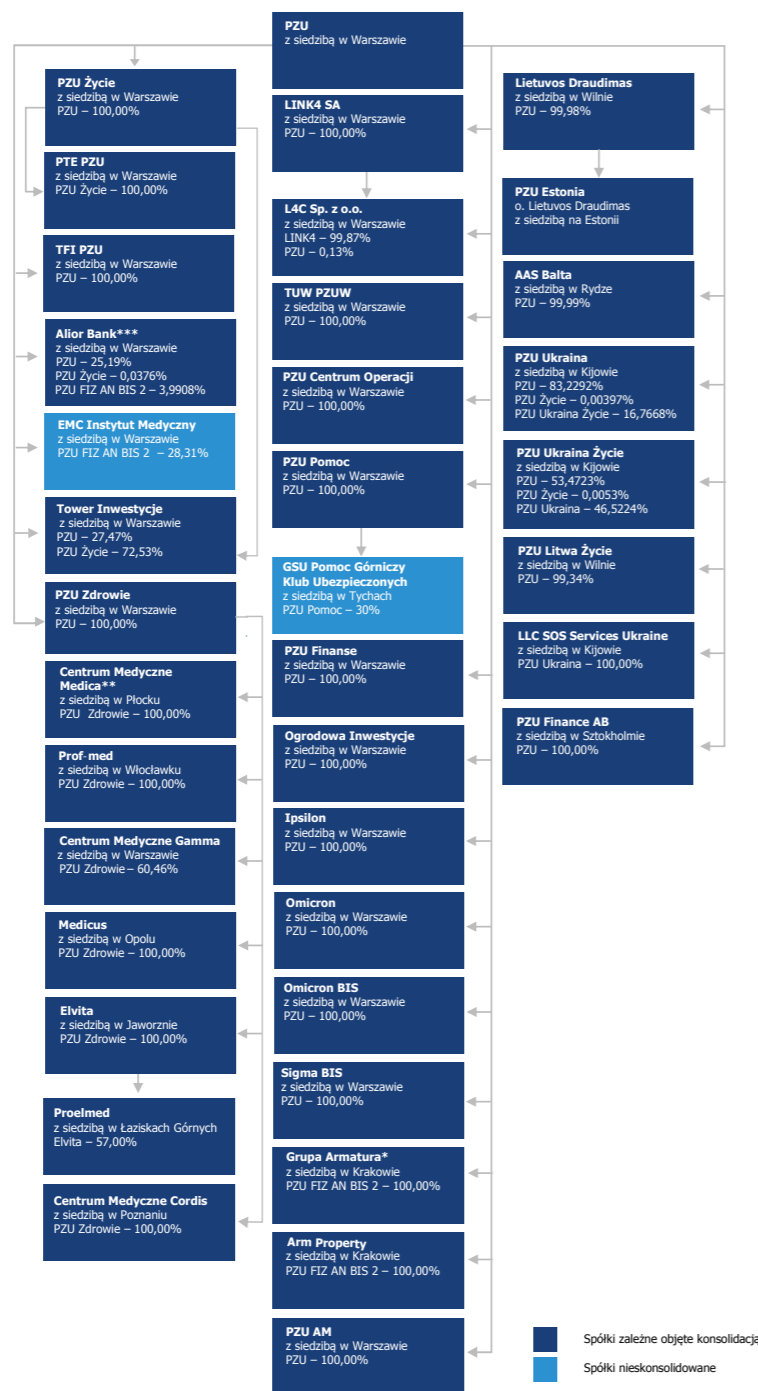 PZU
z siedzibą w Warszawie
PZU Życie
z siedzibą w Warszawie
PZU – 100,00%
PTE PZU
z siedzibą w Warszawie
PZU Życie – 100,00%
TFI PZU
z siedzibą w Warszawie
PZU – 100,00%
Alior Bank***
z siedzibą w Warszawie
PZU – 25,19%
PZU Życie – 0,0376%
PZU FIZ AN BIS 2 – 3,9908%
EMC Instytut Medyczny
z siedzibą w Warszawie
PZU FIZ AN BIS 2 – 28,31%
Tower Inwestycje
z siedzibą w Warszawie
PZU – 27,47%
PZU Życie – 72,53%
PZU Zdrowie
z siedzibą w Warszawie
PZU – 100,00%
Centrum Medyczne
Medica**
z siedzibą w Płocku
PZU Zdrowie – 100,00%
Prof-med
z siedzibą w Włocławku
PZU Zdrowie – 100,00%
Centrum Medyczne Gamma
z siedzibą w Warszawie
PZU Zdrowie – 60,46%
Medicus
z siedzibą w Opolu
PZU Zdrowie – 100,00%
Elvita
z siedzibą w Jaworznie
PZU Zdrowie – 100,00%
Proelmed
z siedzibą w Łaziskach Górnych
Elvita – 57,00%
Centrum Medyczne Cordis
z siedzibą w Poznaniu
PZU Zdrowie – 100,00%
LINK4 SA
z siedzibą w Warszawie
PZU – 100,00%
L4C Sp. z o.o.
z siedzibą w Warszawie
LINK4 – 99,87%
PZU – 0,13%
TUW PZUW
z siedzibą w Warszawie
PZU – 100,00%
PZU Centrum Operacji
z siedzibą w Warszawie
PZU – 100,00%
PZU Pomoc
z siedzibą w Warszawie
PZU – 100,00%
GSU Pomoc Górniczy
Klub Ubezpieczonych
z siedzibą w Tychach
PZU Pomoc – 30%
PZU Finanse
z siedzibą w Warszawie
PZU – 100,00%
Ogrodowa Inwestycje
z siedzibą w Warszawie
PZU – 100,00%
Ipsilon
z siedzibą w Warszawie
PZU – 100,00%
Omicron
z siedzibą w Warszawie
PZU – 100,00%
Omicron BIS
z siedzibą w Warszawie
PZU – 100,00%
Sigma BIS
z siedzibą w Warszawie
PZU – 100,00%
Grupa Armatura*
z siedzibą w Krakowie
PZU FIZ AN BIS 2 – 100,00%
Arm Property
z siedzibą w Krakowie
PZU FIZ AN BIS 2 – 100,00%
PZU AM
z siedzibą w Warszawie
PZU – 100,00%
Lietuvos Draudimas
z siedzibą w Wilnie
PZU – 99,98%
PZU Estonia
o. Lietuvos Draudimas
z siedzibą na Estonii
AAS Balta
z siedzibą w Rydze
PZU – 99,99%
PZU Ukraina
z siedzibą w Kijowie
PZU – 83,2292%
PZU Życie – 0,00397%
PZU Ukraina Życie – 16,7668%
PZU Ukraina Życie
z siedzibą w Kijowie
PZU – 53,4723%
PZU Życie – 0,0053%
PZU Ukraina – 46,5224%
PZU Litwa Życie
z siedzibą w Wilnie
PZU – 99,34%
LLC SOS Services Ukraine
z siedzibą w Kijowie
PZU Ukraina – 100,00%
PZU Finance AB
z siedzibą w Sztokholmie
PZU – 100,00%
Spółki zależne objęte konsolidacją
Spółki nieskonsolidowane